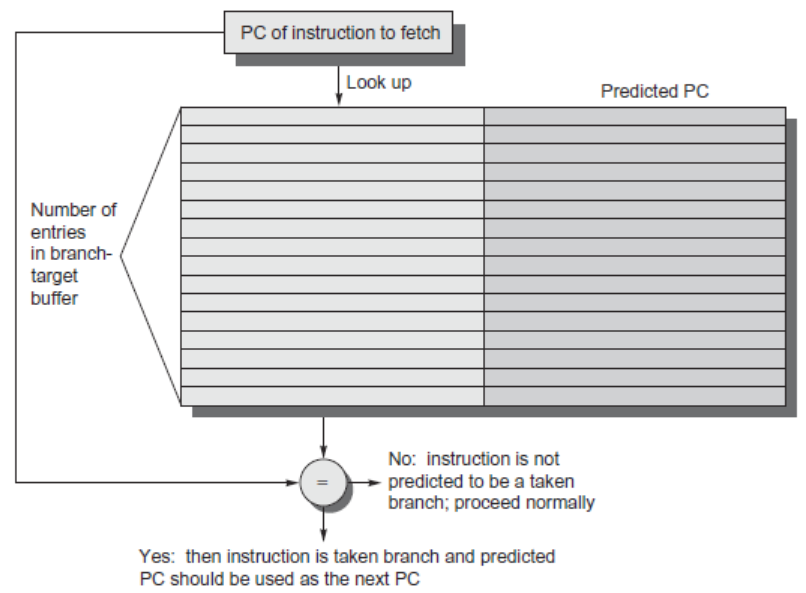 PC of instruction to fetch
Look up
Predicted PC
Number of
entries
in branch-
target
buffer
=
No: instruction is not
predicted to be a taken
branch; proceed normally
Yes: then instruction is taken branch and predicted
PC should be used as the next PC